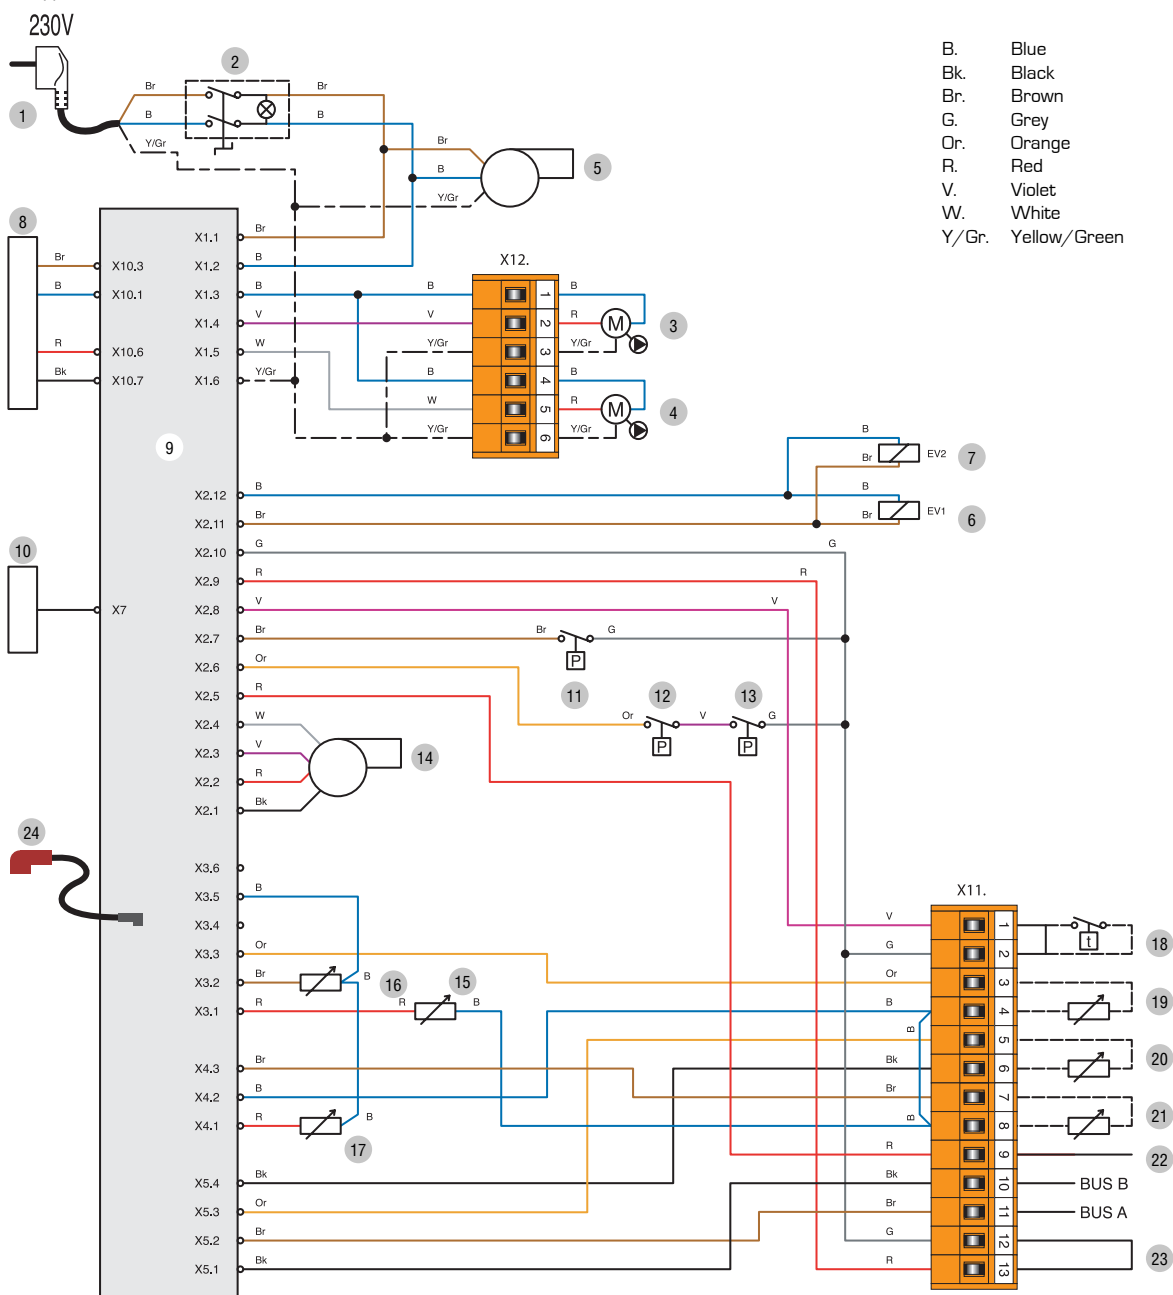 230V
B. Blue
Bk. Black
Br. Brown
G. Grey
Or. Orange
R. Red
V. Violet
W. White
Y/Gr. Yellow/Green
1
2
Br
Br
B
B
Y/Gr
Br
B
Y/Gr
5
8
Br X10.3
B X10.1
R X10.6
Bk X10.7
9
X1.1 Br
X1.2 B
X1.3 B
X1.4 V
X1.5 W
X1.6 Y/Gr
X12.
B 1 B
V 2 R M 3
Y/Gr 3 Y/Gr
B 4 B
W 5 R M 4
Y/Gr 6 Y/Gr
B
Br EV2 7
B
Br EV1 6
X2.12 B
X2.11 Br
X2.10 G G
X2.9 R R
X2.8 V V
X2.7 Br Br G
P
11
X2.6 Or
X2.5 R
12 13
Or V G
P P
X2.4 W
X2.3 V
X2.2 R
X2.1 Bk
14
10
X7
24
X3.6
X3.5 B
X3.4
X3.3 Or
X3.2 Br B
16 15
X3.1 R R B
X4.3 Br
X4.2 B
X4.1 R B
17
X5.4 Bk
X5.3 Or
X5.2 Br
X5.1 Bk
X11.
V 1
t 18
G 2
Or 3
B 4 19
B
5
Bk 6 20
Br 7
B
8 21
R 9 22
Bk 10 BUS B
Br 11 BUS A
G 12
R 13 23